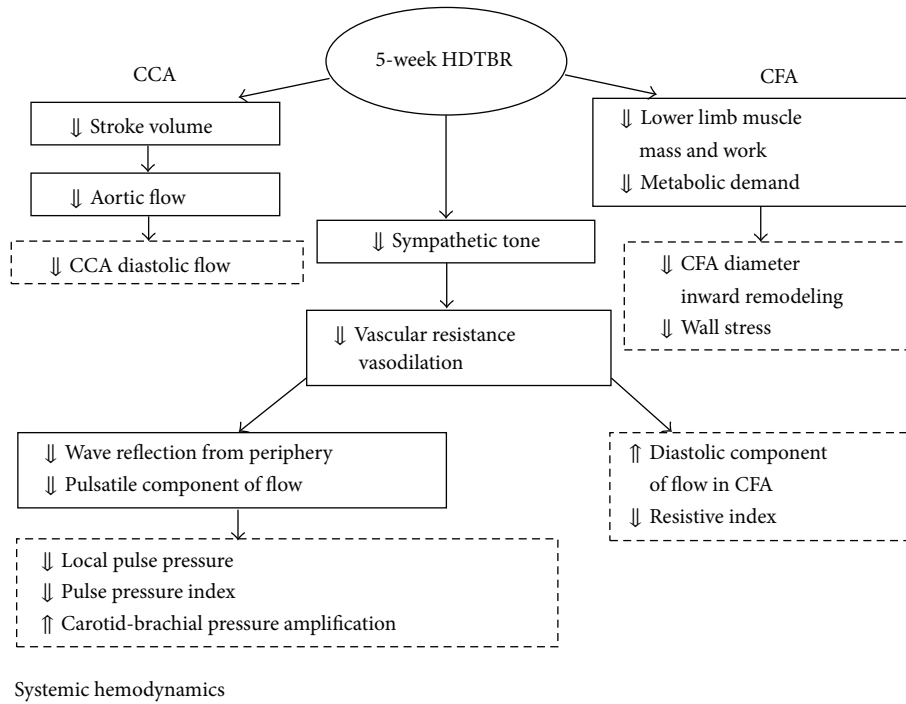 5-week HDTBR
CCA
CFA
⇓ Stroke volume
⇓ Aortic flow
⇓ CCA diastolic flow
⇓ Lower limb muscle
mass and work
⇓ Metabolic demand
⇓ CFA diameter
inward remodeling
⇓ Wall stress
⇓ Sympathetic tone
⇓ Vascular resistance
vasodilation
⇓ Wave reflection from periphery
⇓ Pulsatile component of flow
⇑ Diastolic component
of flow in CFA
⇓ Resistive index
⇓ Local pulse pressure
⇓ Pulse pressure index
⇑ Carotid-brachial pressure amplification
Systemic hemodynamics